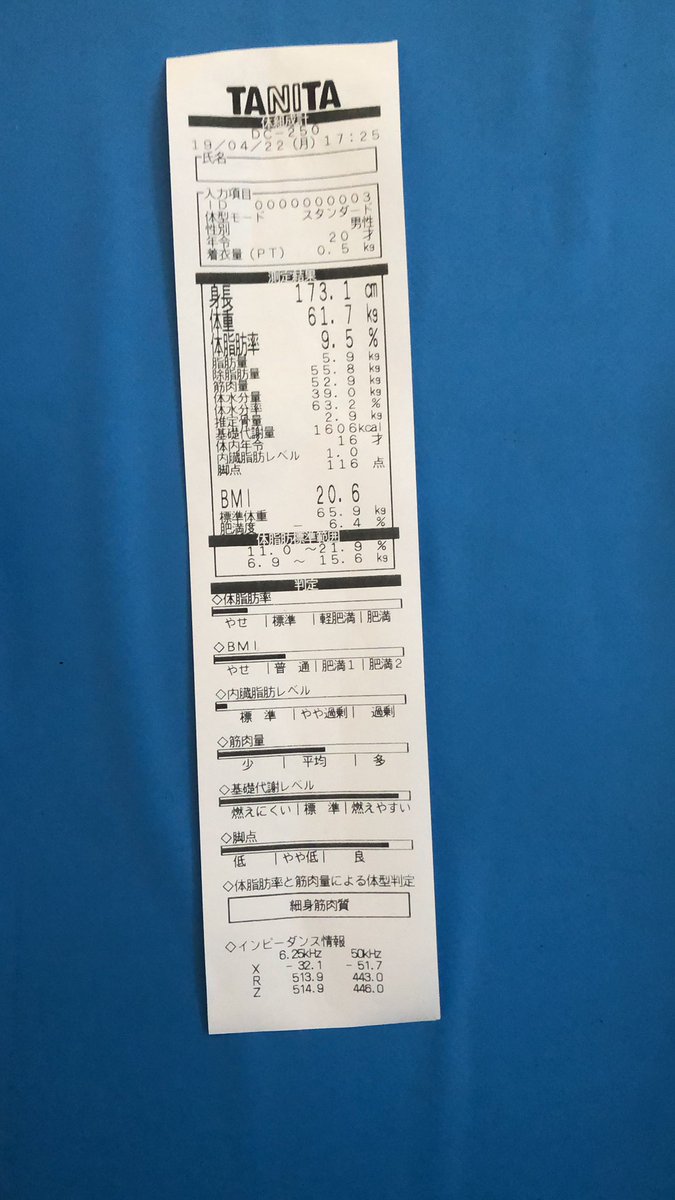 TANITA
体組成計
DC-250
19/04/22(月)17:25
氏名
入力項目
ID 0000000003
体型モード スタンダード
性別 男性
年令 20 才
着衣量(PT) 0.5 kg
測定結果
身長 173.1 cm
体重 61.7 kg
体脂肪率 9.5 %
脂肪量 5.9 kg
除脂肪量 55.8 kg
筋肉量 52.9 kg
体水分量 39.0 kg
体水分率 63.2 %
推定骨量 2.9 kg
基礎代謝量 1606 kcal
体内年令 16 才
内臓脂肪レベル 1.0
脚点 116 点
BMI 20.6
標準体重 65.9 kg
肥満度 - 6.4 %
体脂肪標準範囲
11.0 ~21.9 %
6.9 ~ 15.6 kg
判定
◇体脂肪率
やせ |標準 |軽肥満|肥満
◇BMI
やせ |普 通|肥満1|肥満2
◇内臓脂肪レベル
標 準 |やや過剰| 過剰
◇筋肉量
少 | 平均 | 多
◇基礎代謝レベル
燃えにくい|標 準|燃えやすい
◇脚点
低 |やや低| 良
◇体脂肪率と筋肉量による体型判定
細身筋肉質
◇インピーダンス情報
6.25kHz 50kHz
X -32.1 -51.7
R 513.9 443.0
Z 514.9 446.0